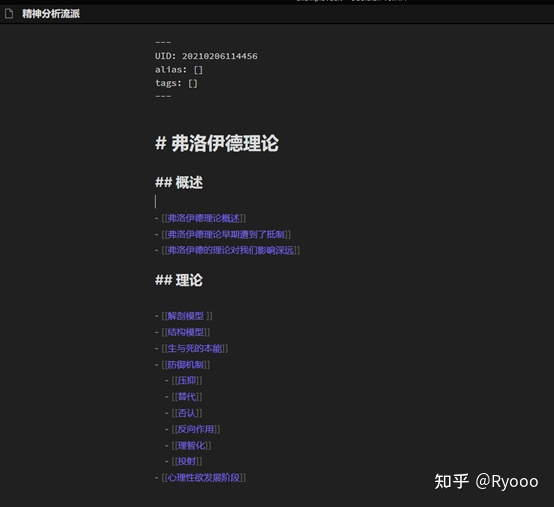 精神分析流派
---
UID: 20210206114456
alias: []
tags: []
---
# 弗洛伊德理论
## 概述
- [[弗洛伊德理论概述]]
- [[弗洛伊德理论早期遭到了抵制]]
- [[弗洛伊德的理论对我们影响深远]]
## 理论
- [[解剖模型 ]]
- [[结构模型]]
- [[生与死的本能]]
- [[防御机制]]
- [[压抑]]
- [[替代]]
- [[否认]]
- [[反向作用]]
- [[理智化]]
- [[投射]]
- [[心理性欲发展阶段]]
知乎 @Ryooo